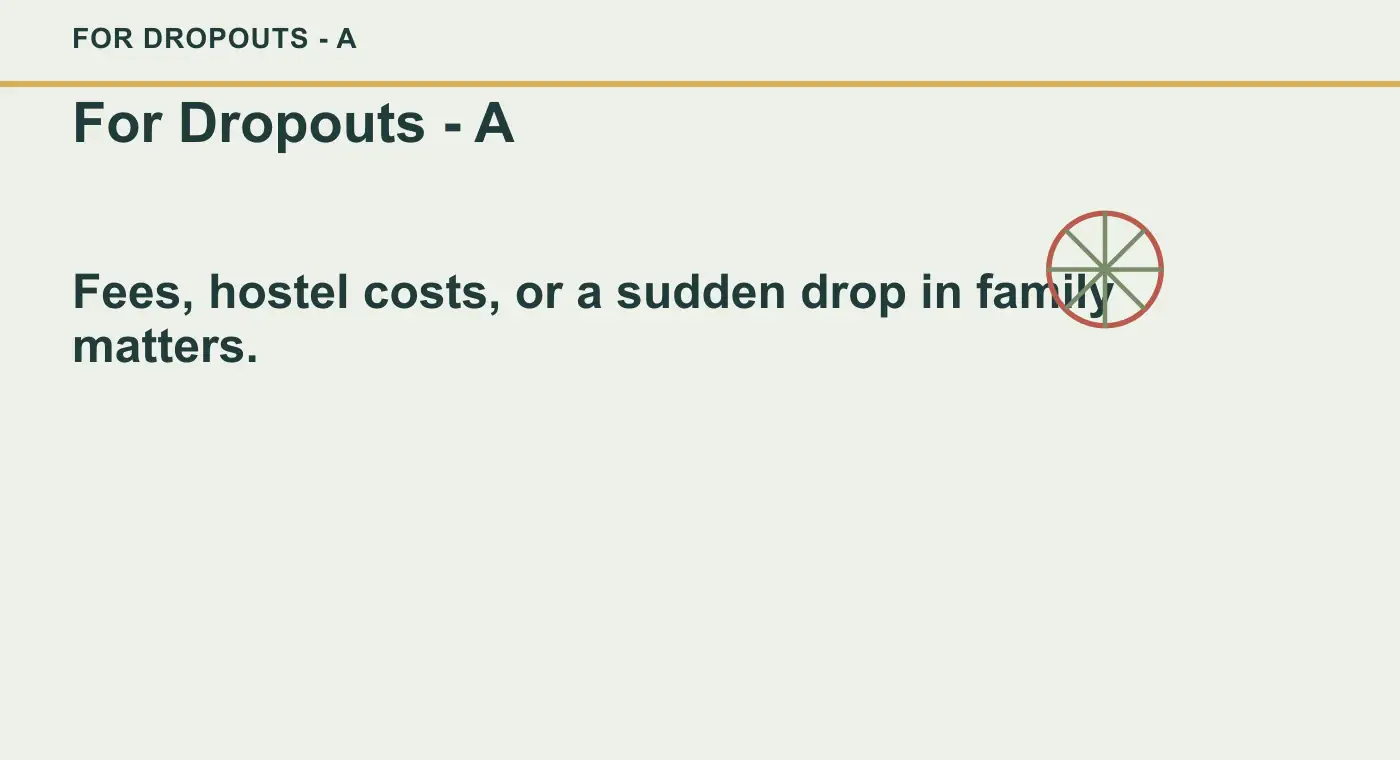 FOR DROPOUTS - A
For Dropouts - A
Fees, hostel costs, or a sudden drop in family
matters.